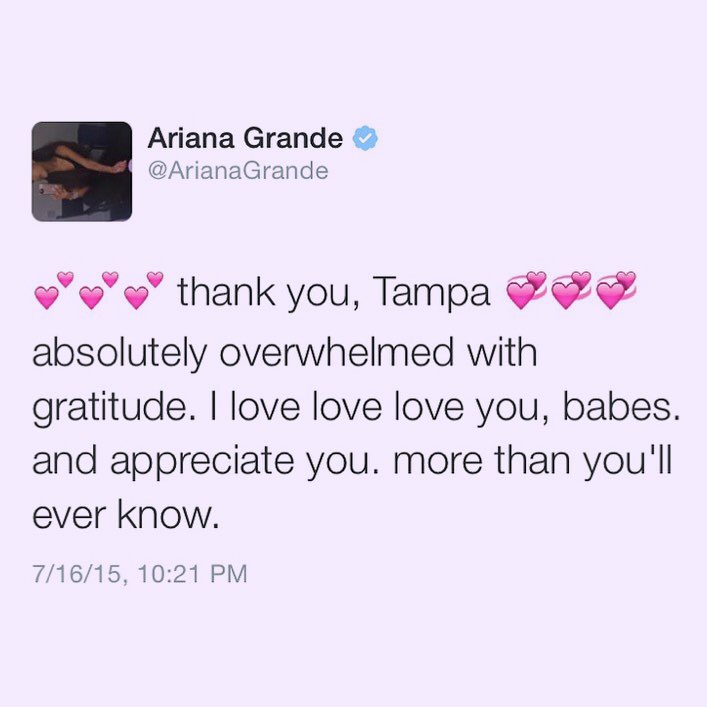 Ariana Grande
@ArianaGrande
💕💕💕 thank you, Tampa 💞💞💞
absolutely overwhelmed with
gratitude. I love love love you, babes.
and appreciate you. more than you'll
ever know.
7/16/15, 10:21 PM